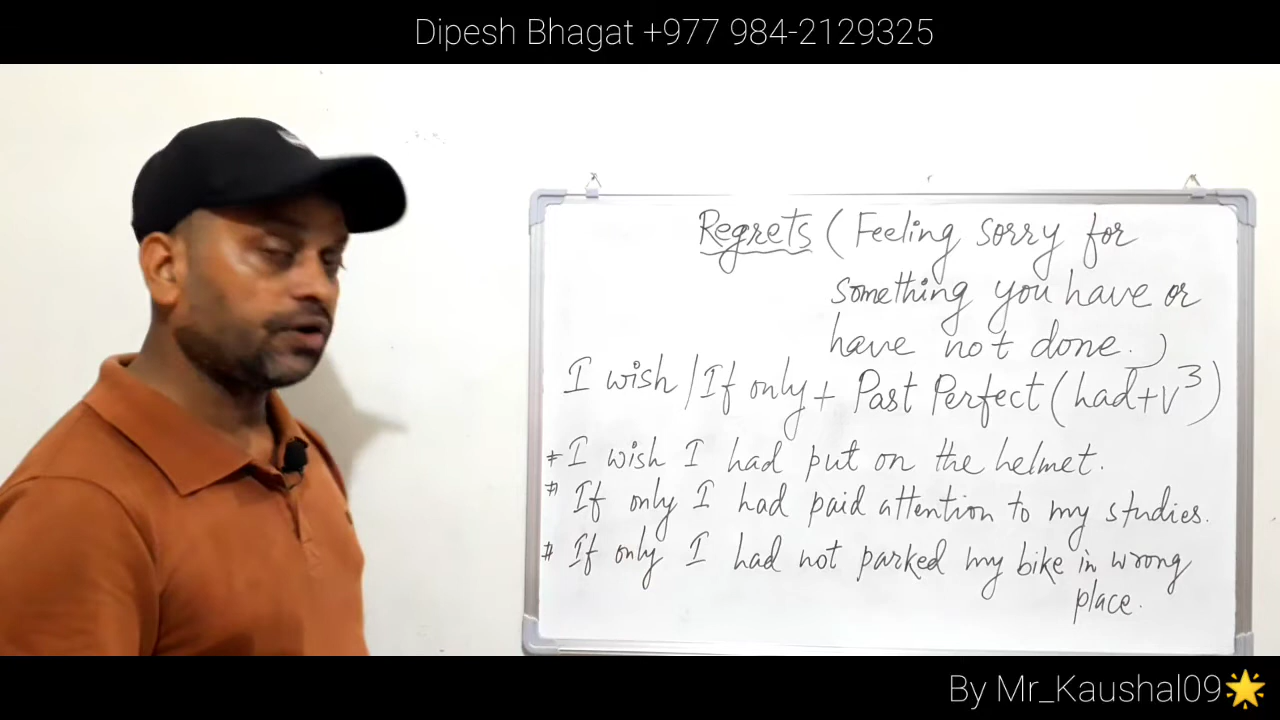 Dipesh Bhagat +977 984-2129325
Regrets (Feeling sorry for
something you have or
have not done.)
I wish / If only + Past Perfect (had+V³)
* I wish I had put on the helmet.
# If only I had paid attention to my studies.
# If only I had not parked my bike in wrong
place.
By Mr_Kaushal09🌟